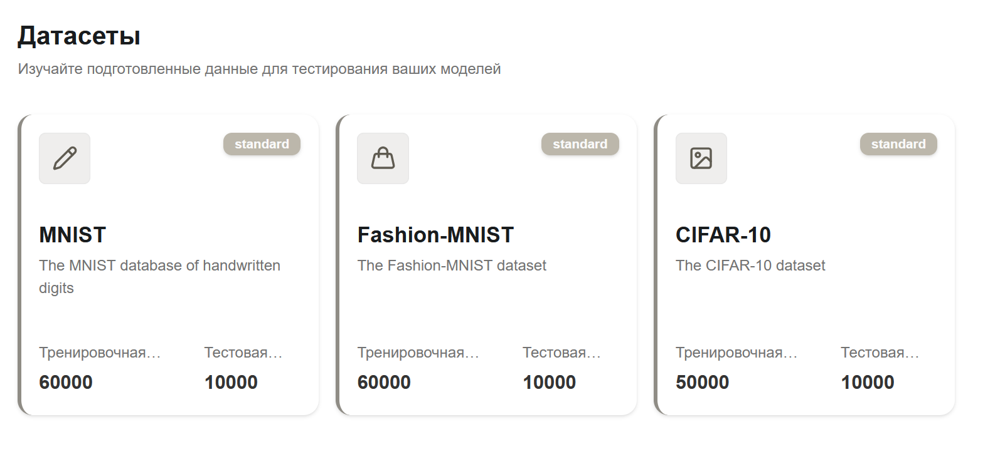 Датасеты
Изучайте подготовленные данные для тестирования ваших моделей
standard
MNIST
The MNIST database of handwritten
digits
Тренировочная…
Тестовая…
60000
10000
standard
Fashion-MNIST
The Fashion-MNIST dataset
Тренировочная…
Тестовая…
60000
10000
standard
CIFAR-10
The CIFAR-10 dataset
Тренировочная…
Тестовая…
50000
10000